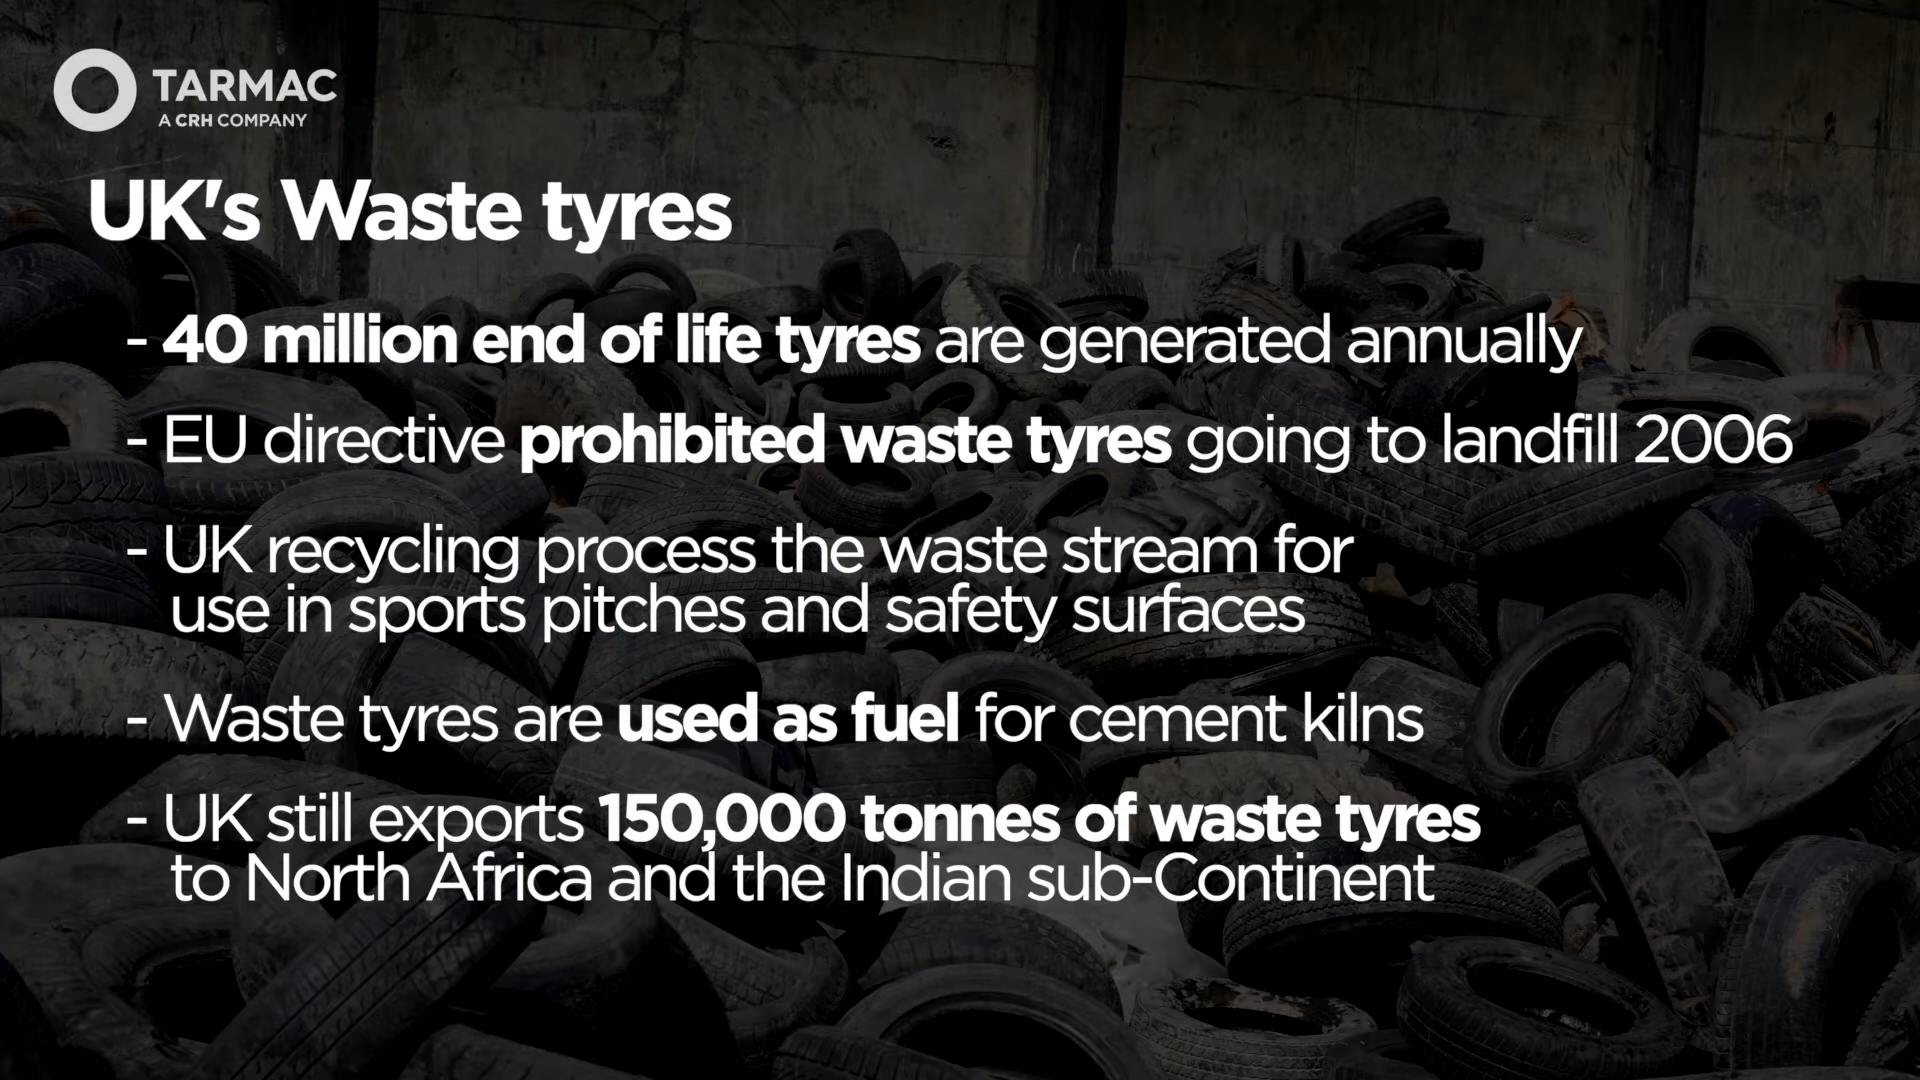 TARMAC
A CRH COMPANY
UK's Waste tyres
- 40 million end of life tyres are generated annually
- EU directive prohibited waste tyres going to landfill 2006
- UK recycling process the waste stream for
use in sports pitches and safety surfaces
- Waste tyres are used as fuel for cement kilns
- UK still exports 150,000 tonnes of waste tyres
to North Africa and the Indian sub-Continent